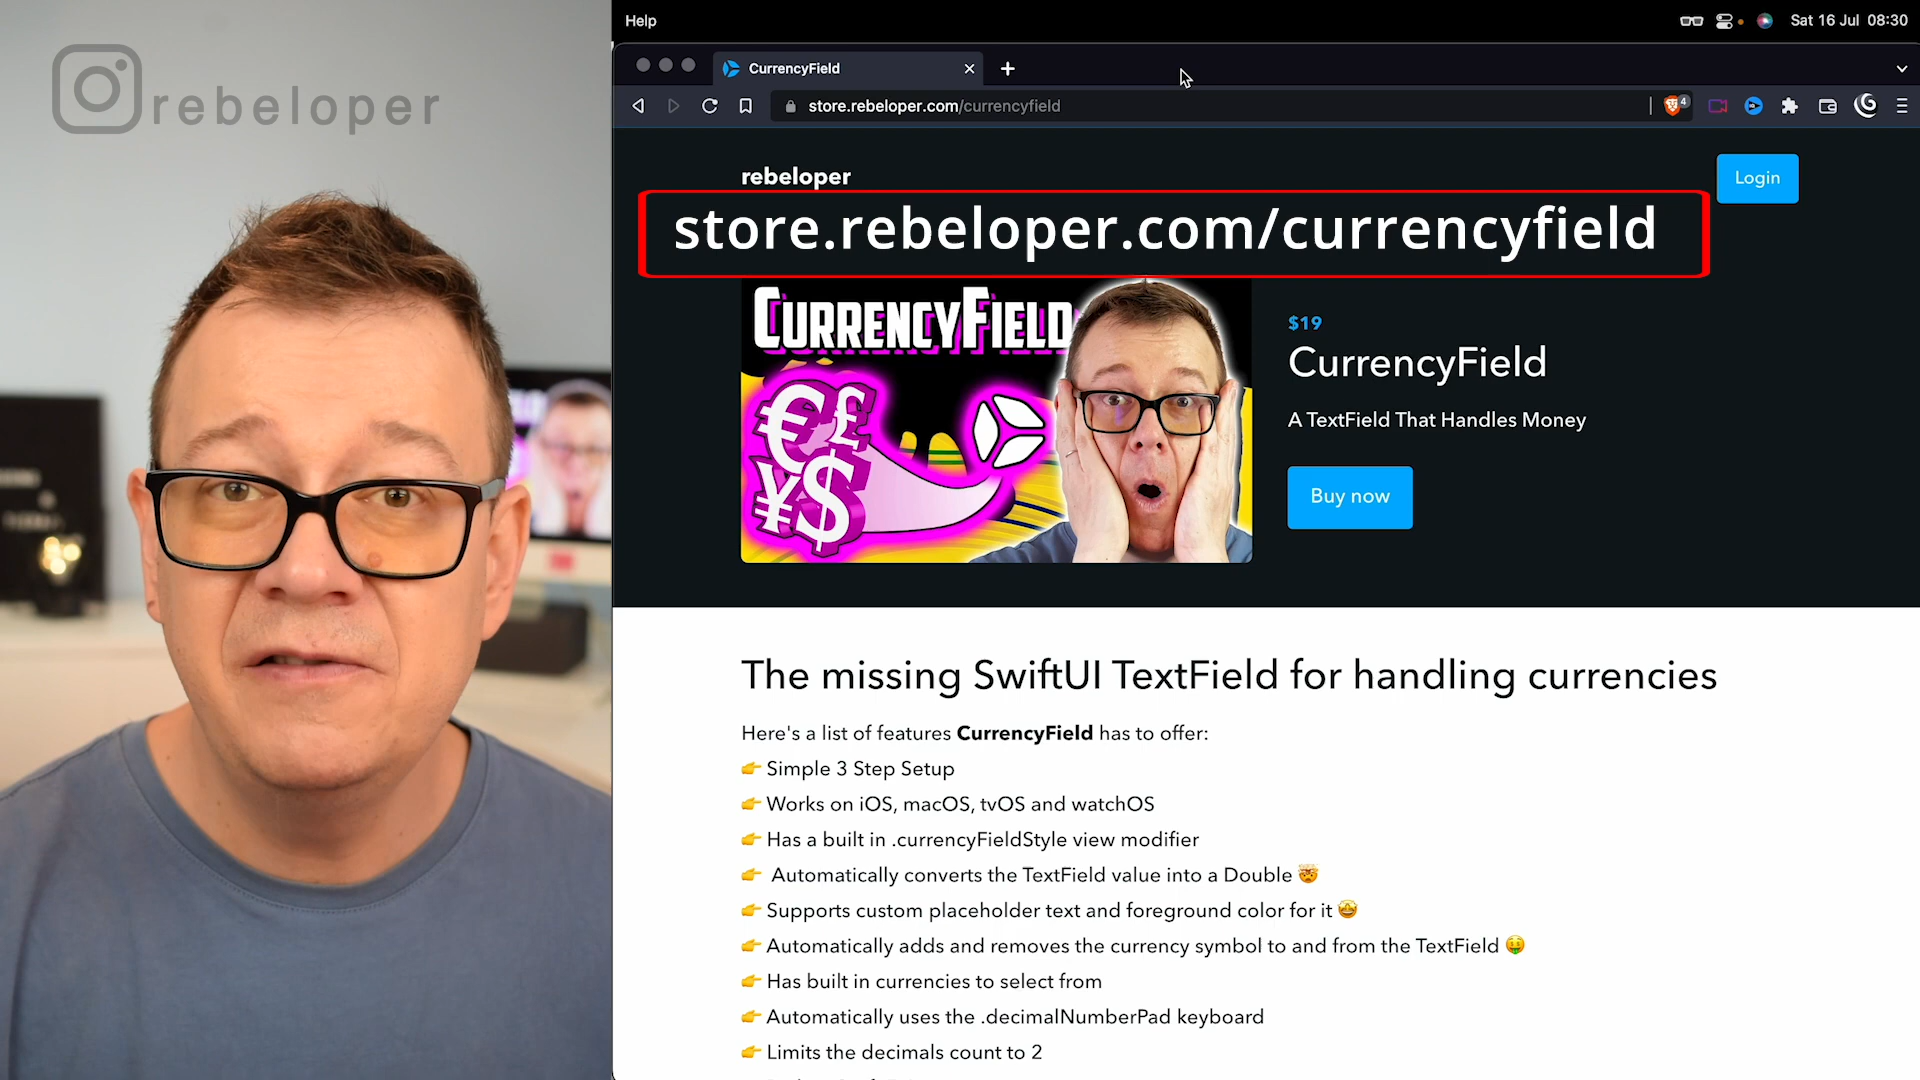 rebeloper
Help
Sat 16 Jul 08:30
CurrencyField
store.rebeloper.com/currencyfield
4
rebeloper
Login
store.rebeloper.com/currencyfield
CURRENCYFIELD
€£
¥$
$19
CurrencyField
A TextField That Handles Money
Buy now
The missing SwiftUI TextField for handling currencies
Here's a list of features CurrencyField has to offer:
👉 Simple 3 Step Setup
👉 Works on iOS, macOS, tvOS and watchOS
👉 Has a built in .currencyFieldStyle view modifier
👉 Automatically converts the TextField value into a Double 🤯
👉 Supports custom placeholder text and foreground color for it 🤩
👉 Automatically adds and removes the currency symbol to and from the TextField 🤑
👉 Has built in currencies to select from
👉 Automatically uses the .decimalNumberPad keyboard
👉 Limits the decimals count to 2